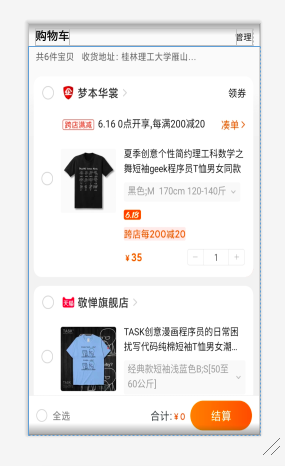 购物车
管理
共6件宝贝 收货地址：桂林理工大学雁山...
梦本华裳
领券
跨店满减 6.16 0点开享,每满200减20 凑单
夏季创意个性简约理工科数学之
舞短袖geek程序员T恤男女同款
黑色;M 170cm 120-140斤
6.18
跨店每200减20
¥35
- 1 +
天猫 敬惮旗舰店
TASK创意漫画程序员的日常困
扰写代码纯棉短袖T恤男女潮...
经典款短袖浅蓝色B;S[50至
60公斤]
全选
合计: ¥0
结算